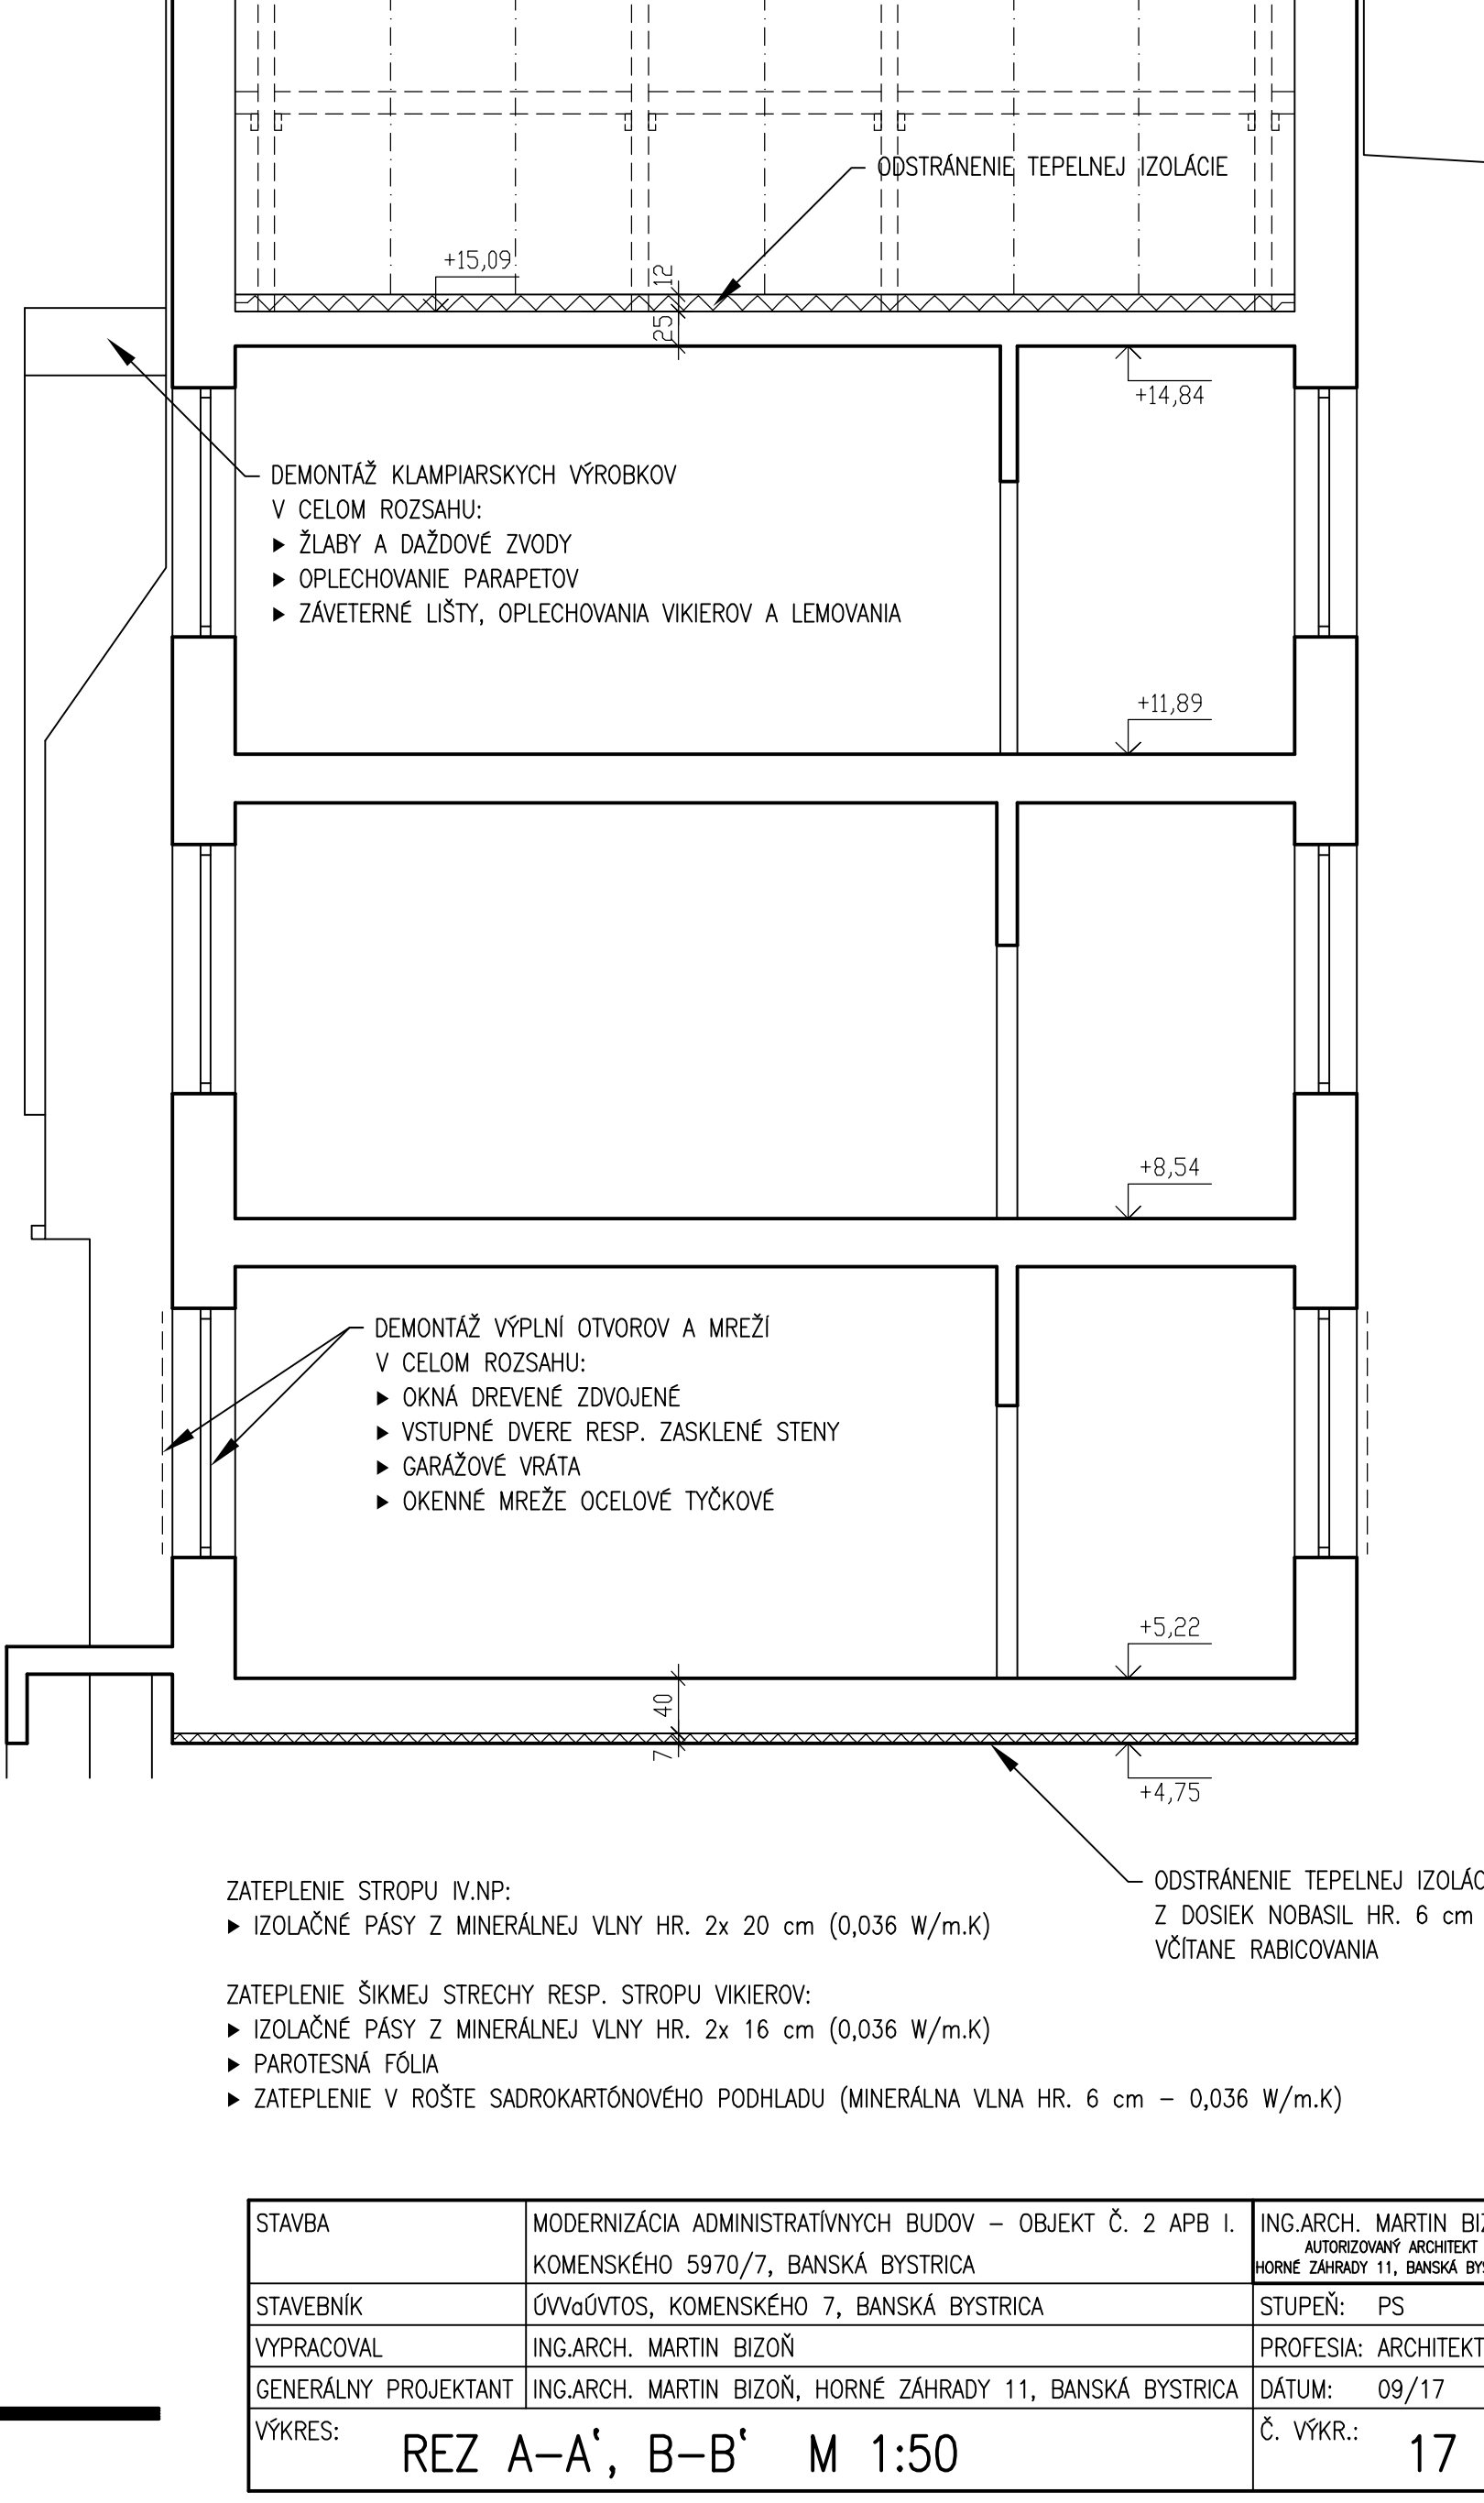 ODSTRÁNENIE TEPELNEJ IZOLÁCIE
+15,09
12
25
+14,84
DEMONTÁŽ KLAMPIARSKYCH VÝROBKOV
V CELOM ROZSAHU:
▶ ŽLABY A DAŽDOVÉ ZVODY
▶ OPLECHOVANIE PARAPETOV
▶ ZÁVETERNÉ LIŠTY, OPLECHOVANIA VIKIEROV A LEMOVANIA
+11,89
+8,54
DEMONTÁŽ VÝPLNÍ OTVOROV A MREŽÍ
V CELOM ROZSAHU:
▶ OKNÁ DREVENÉ ZDVOJENÉ
▶ VSTUPNÉ DVERE RESP. ZASKLENÉ STENY
▶ GARÁŽOVÉ VRÁTA
▶ OKENNÉ MREŽE OCELOVÉ TYČKOVÉ
+5,22
40
7
+4,75
ODSTRÁNENIE TEPELNEJ
Z DOSIEK NOBASIL HR. 6 cm
VČÍTANE RABICOVANIA
ZATEPLENIE STROPU IV.NP:
▶ IZOLAČNÉ PÁSY Z MINERÁLNEJ VLNY HR. 2x 20 cm (0,036 W/m.K)
ZATEPLENIE ŠIKMEJ STRECHY RESP. STROPU VIKIEROV:
▶ IZOLAČNÉ PÁSY Z MINERÁLNEJ VLNY HR. 2x 16 cm (0,036 W/m.K)
▶ PAROTESNÁ FÓLIA
▶ ZATEPLENIE V ROŠTE SADROKARTÓNOVÉHO PODHLADU (MINERÁLNA VLNA HR. 6 cm – 0,036 W/m.K)
STAVBA MODERNIZÁCIA ADMINISTRATÍVNYCH BUDOV – OBJEKT Č. 2 APB I.
KOMENSKÉHO 5970/7, BANSKÁ BYSTRICA
ING.ARCH. MARTIN
AUTORIZOVANÝ ARCHITEKT
HORNÉ ZÁHRADY 11, BANSKÁ
STAVEBNÍK ÚVVaÚVTOS, KOMENSKÉHO 7, BANSKÁ BYSTRICA STUPEŇ: PS
VYPRACOVAL ING.ARCH. MARTIN BIZOŇ PROFESIA: ARCHITEKT
GENERÁLNY PROJEKTANT ING.ARCH. MARTIN BIZOŇ, HORNÉ ZÁHRADY 11, BANSKÁ BYSTRICA DÁTUM: 09/17
VÝKRES: REZ A–A', B–B' M 1:50 Č. VÝKR.: 17